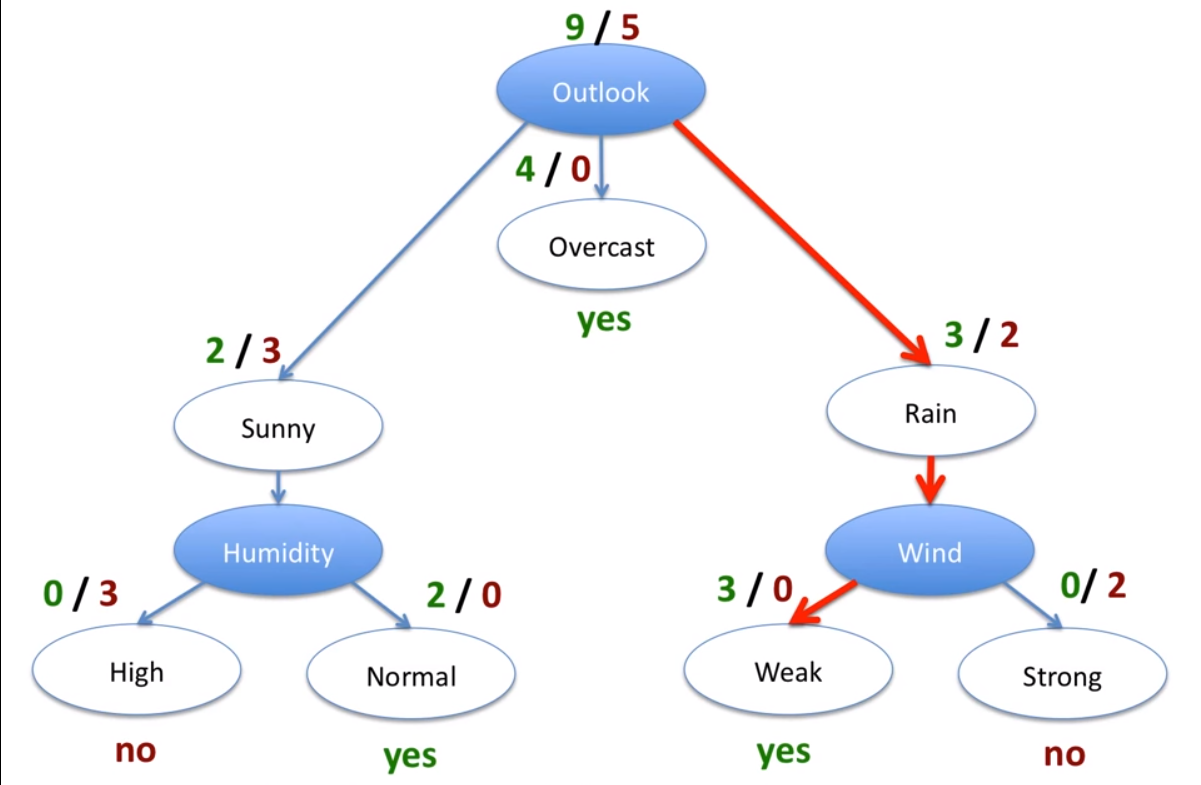 9 / 5
Outlook
4 / 0
Overcast
yes
2 / 3
Sunny
3 / 2
Rain
Humidity
Wind
0 / 3
2 / 0
3 / 0
0/ 2
High
Normal
Weak
Strong
no
yes
yes
no